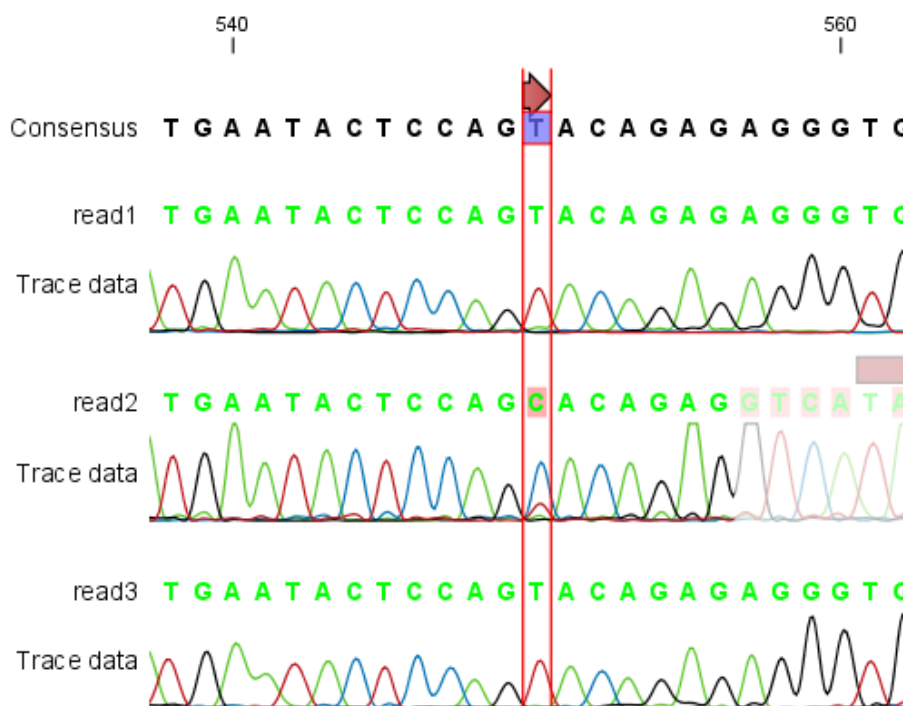 540 560
Consensus T G A A T A C T C C A G T A C A G A G A G G G T G
read1 T G A A T A C T C C A G T A C A G A G A G G G T G
Trace data
read2 T G A A T A C T C C A G C A C A G A G G T C A T A
Trace data
read3 T G A A T A C T C C A G T A C A G A G A G G G T G
Trace data